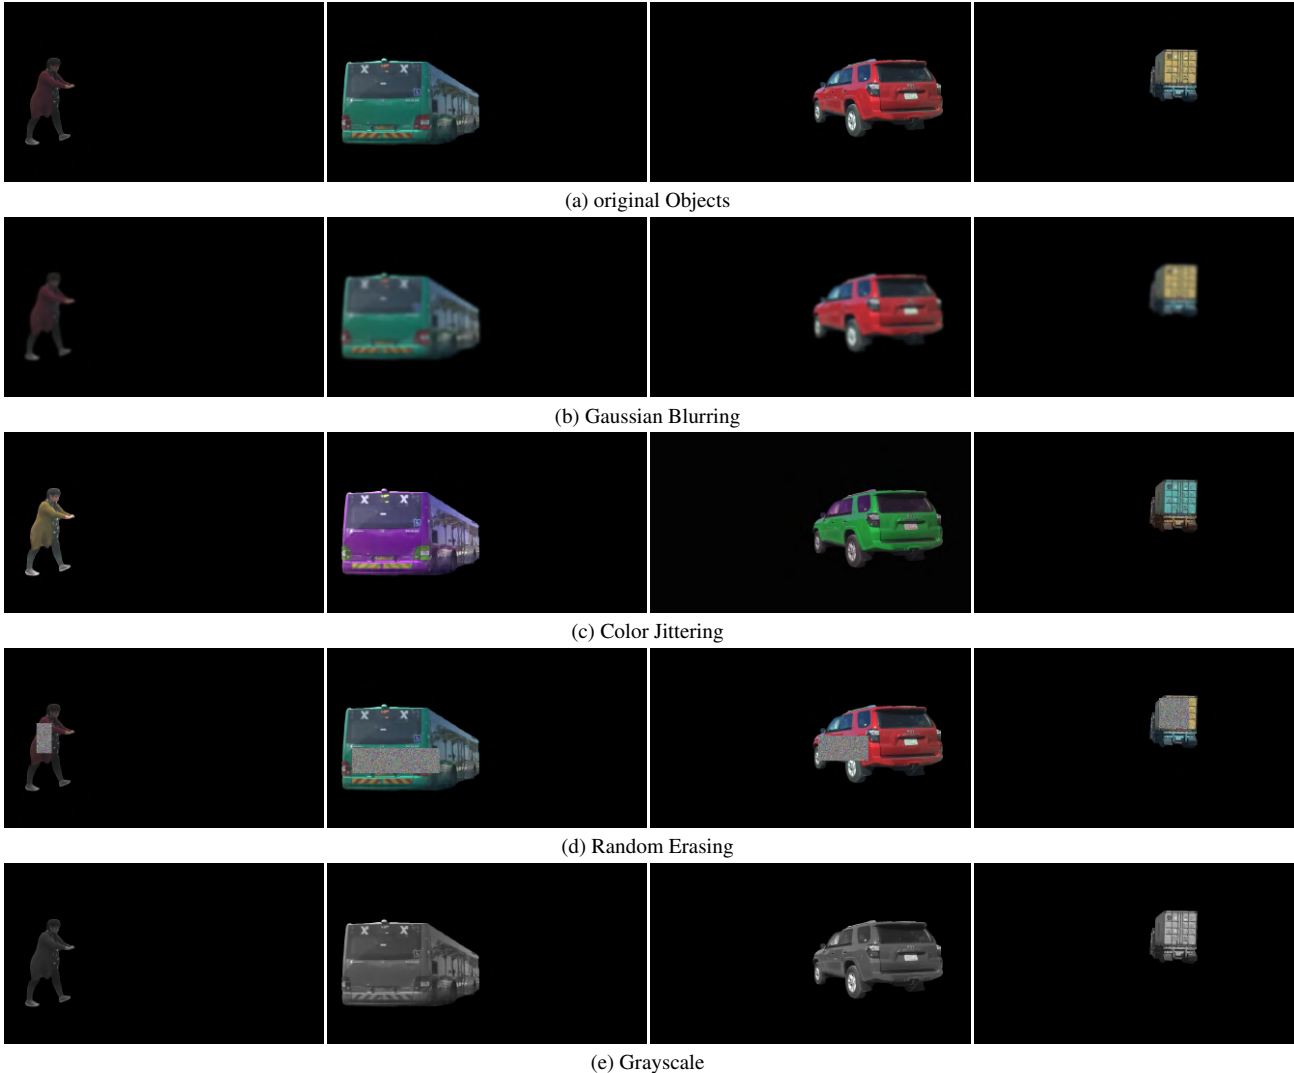 (a) original Objects
(b) Gaussian Blurring
(c) Color Jittering
(d) Random Erasing
(e) Grayscale